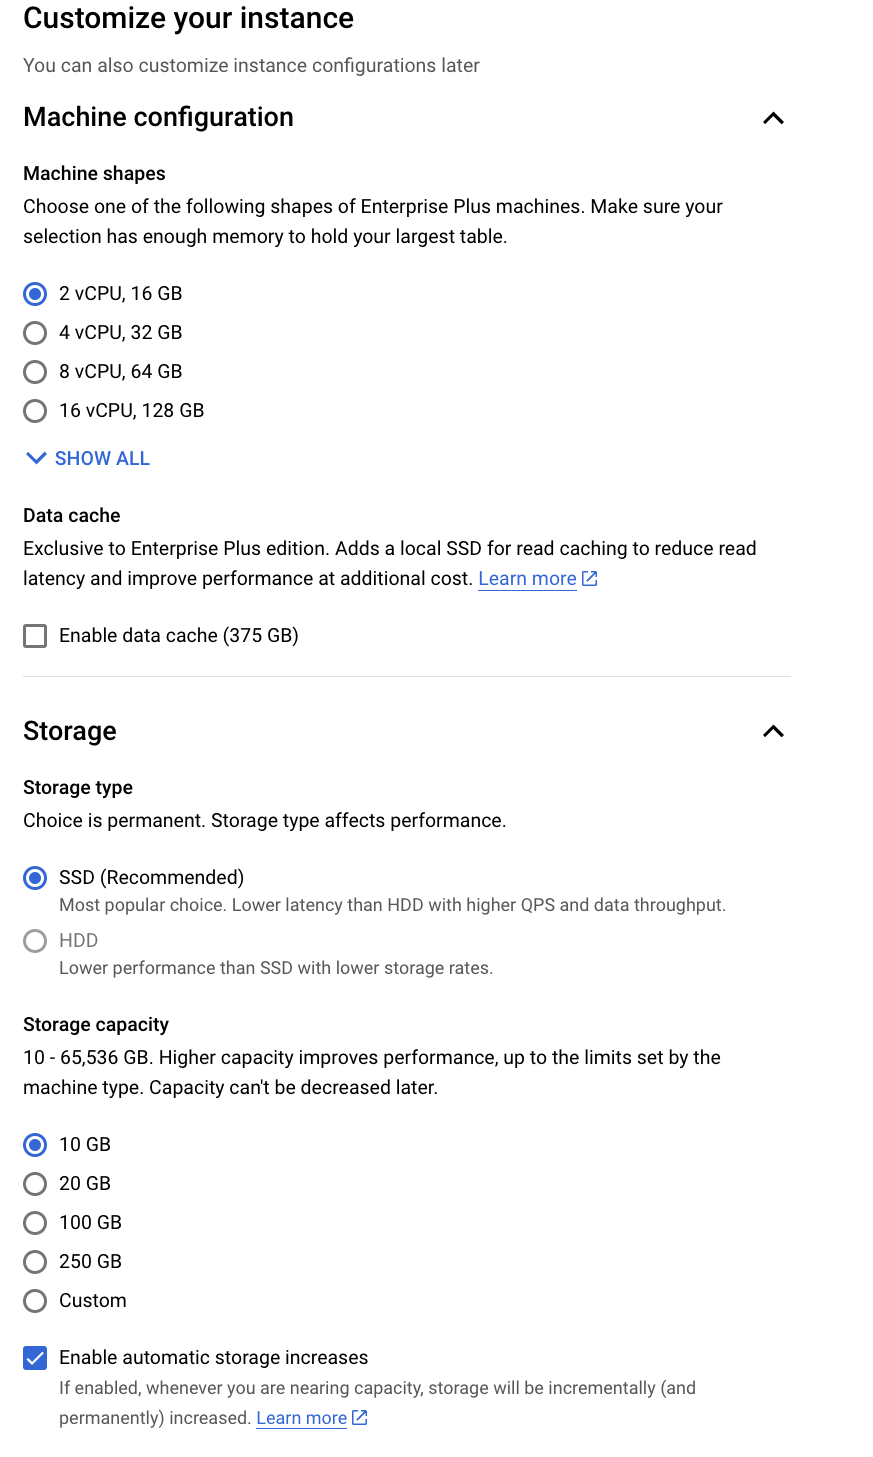 Customize your instance
You can also customize instance configurations later
Machine configuration
Machine shapes
Choose one of the following shapes of Enterprise Plus machines. Make sure your
selection has enough memory to hold your largest table.
2 vCPU, 16 GB
4 vCPU, 32 GB
8 vCPU, 64 GB
16 vCPU, 128 GB
SHOW ALL
Data cache
Exclusive to Enterprise Plus edition. Adds a local SSD for read caching to reduce read
latency and improve performance at additional cost. Learn more
Enable data cache (375 GB)
Storage
Storage type
Choice is permanent. Storage type affects performance.
SSD (Recommended)
Most popular choice. Lower latency than HDD with higher QPS and data throughput.
HDD
Lower performance than SSD with lower storage rates.
Storage capacity
10 - 65,536 GB. Higher capacity improves performance, up to the limits set by the
machine type. Capacity can't be decreased later.
10 GB
20 GB
100 GB
250 GB
Custom
Enable automatic storage increases
If enabled, whenever you are nearing capacity, storage will be incrementally (and
permanently) increased. Learn more